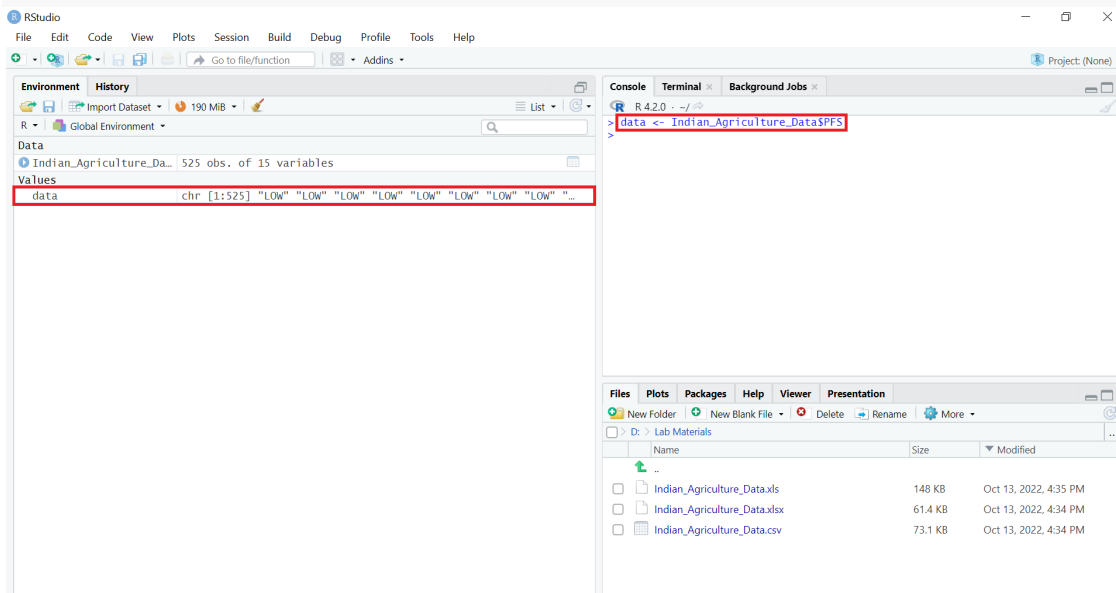 RStudio
File Edit Code View Plots Session Build Debug Profile Tools Help
Go to file/function Addins Project: (None)
Environment History
Import Dataset 190 MiB List
R Global Environment
Data
Indian_Agriculture_Da… 525 obs. of 15 variables
Values
data chr [1:525] "LOW" "LOW" "LOW" "LOW" "LOW" "LOW" "LOW" "LOW" "…
Console Terminal × Background Jobs ×
R R 4.2.0 · ~/
> data <- Indian_Agriculture_Data$PFS
>
Files Plots Packages Help Viewer Presentation
New Folder New Blank File Delete Rename More
D: > Lab Materials ..
Name Size Modified
..
Indian_Agriculture_Data.xls 148 KB Oct 13, 2022, 4:35 PM
Indian_Agriculture_Data.xlsx 61.4 KB Oct 13, 2022, 4:34 PM
Indian_Agriculture_Data.csv 73.1 KB Oct 13, 2022, 4:34 PM